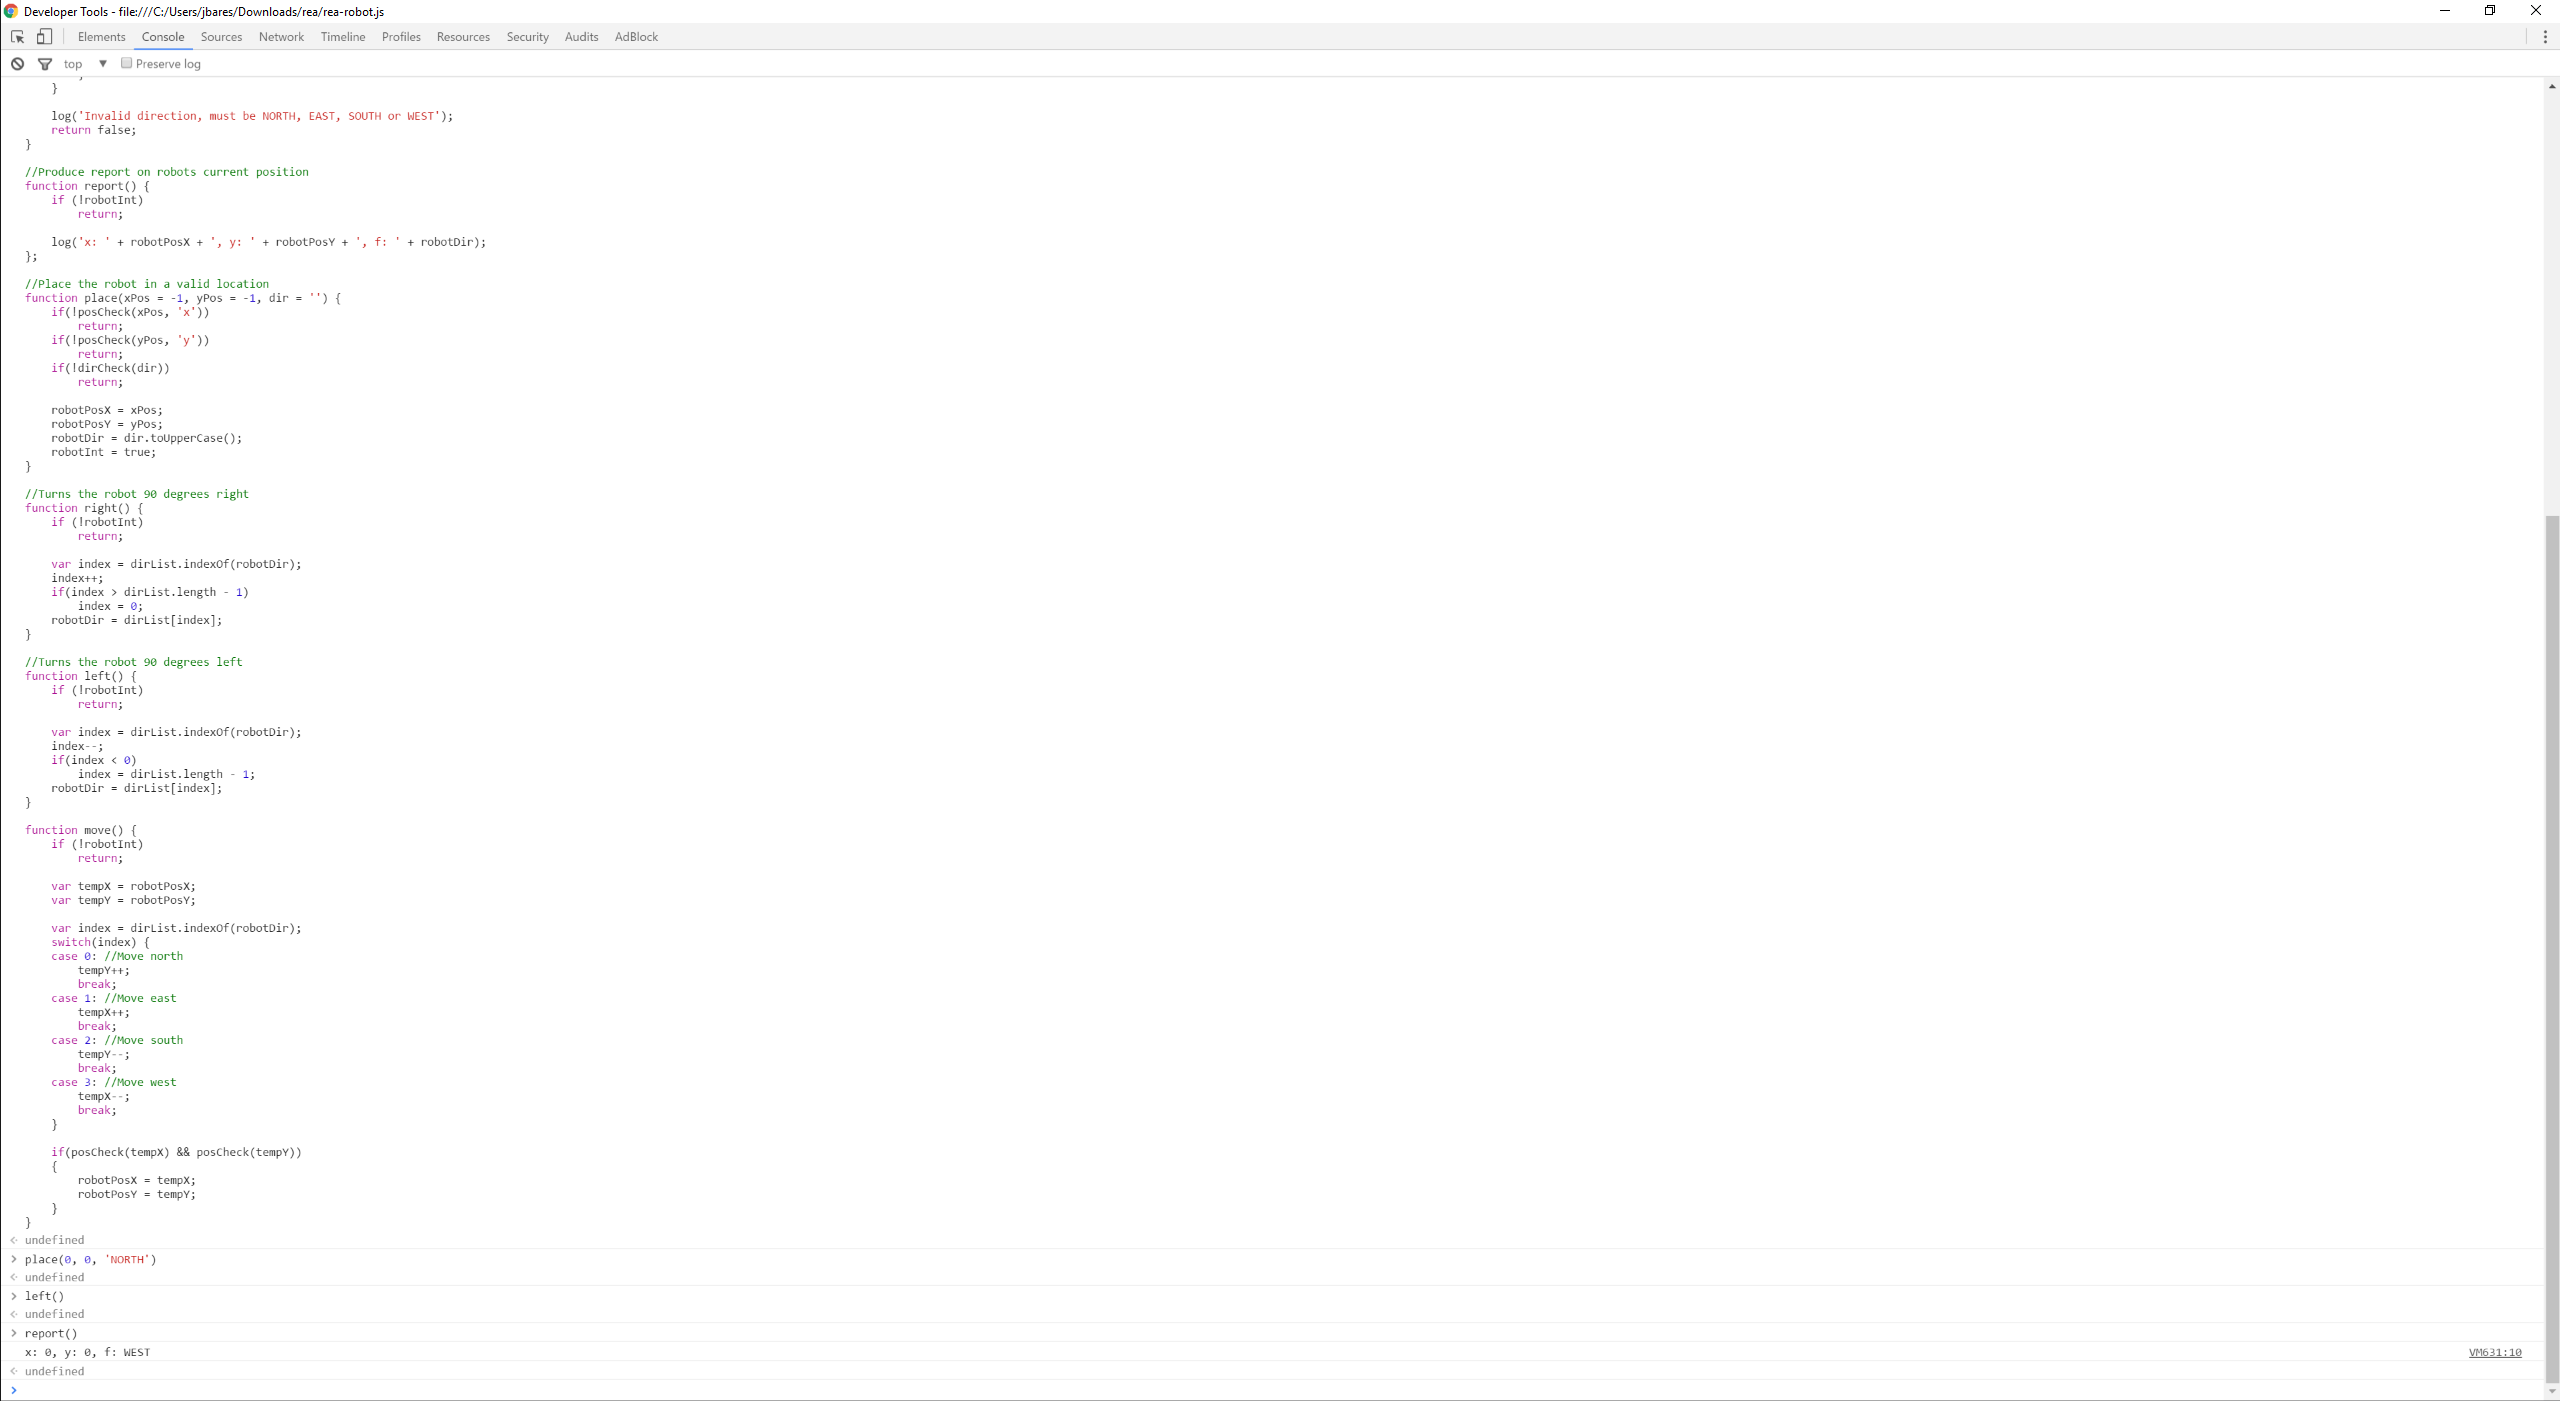 Developer Tools - file:///C:/Users/jbares/Downloads/rea/rea-robot.js
Elements Console Sources Network Timeline Profiles Resources Security Audits AdBlock
top ▼ Preserve log
}
log('Invalid direction, must be NORTH, EAST, SOUTH or WEST');
return false;
}
//Produce report on robots current position
function report() {
if (!robotInt)
return;
log('x: ' + robotPosX + ', y: ' + robotPosY + ', f: ' + robotDir);
};
//Place the robot in a valid location
function place(xPos = -1, yPos = -1, dir = '') {
if(!posCheck(xPos, 'x'))
return;
if(!posCheck(yPos, 'y'))
return;
if(!dirCheck(dir))
return;
robotPosX = xPos;
robotPosY = yPos;
robotDir = dir.toUpperCase();
robotInt = true;
}
//Turns the robot 90 degrees right
function right() {
if (!robotInt)
return;
var index = dirList.indexOf(robotDir);
index++;
if(index > dirList.length - 1)
index = 0;
robotDir = dirList[index];
}
//Turns the robot 90 degrees left
function left() {
if (!robotInt)
return;
var index = dirList.indexOf(robotDir);
index--;
if(index < 0)
index = dirList.length - 1;
robotDir = dirList[index];
}
function move() {
if (!robotInt)
return;
var tempX = robotPosX;
var tempY = robotPosY;
var index = dirList.indexOf(robotDir);
switch(index) {
case 0: //Move north
tempY++;
break;
case 1: //Move east
tempX++;
break;
case 2: //Move south
tempY--;
break;
case 3: //Move west
tempX--;
break;
}
if(posCheck(tempX) && posCheck(tempY))
{
robotPosX = tempX;
robotPosY = tempY;
}
}
undefined
> place(0, 0, 'NORTH')
undefined
> left()
undefined
> report()
x: 0, y: 0, f: WEST VM631:10
undefined
>